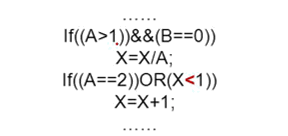 ……
If((A>1.))&&(B==0))
X=X/A;
If((A==2))OR(X<1))
X=X+1;
……